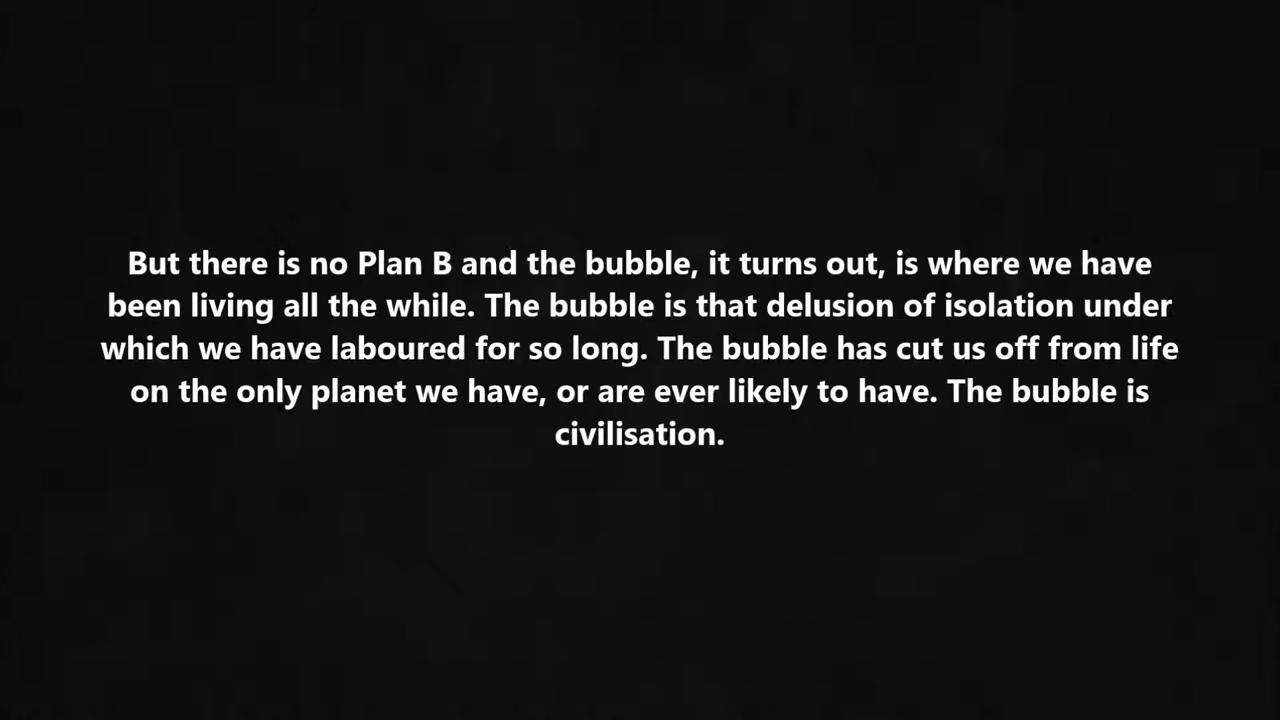 But there is no Plan B and the bubble, it turns out, is where we have
been living all the while. The bubble is that delusion of isolation under
which we have laboured for so long. The bubble has cut us off from life
on the only planet we have, or are ever likely to have. The bubble is
civilisation.